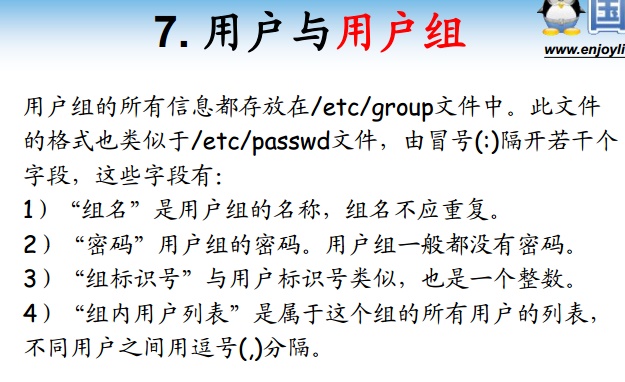 7. 用户与用户组
国
www.enjoyli
用户组的所有信息都存放在/etc/group文件中。此文件
的格式也类似于/etc/passwd文件，由冒号(:)隔开若干个
字段，这些字段有：
1）“组名”是用户组的名称，组名不应重复。
2）“密码”用户组的密码。用户组一般都没有密码。
3）“组标识号”与用户标识号类似，也是一个整数。
4）“组内用户列表”是属于这个组的所有用户的列表，
不同用户之间用逗号(,)分隔。